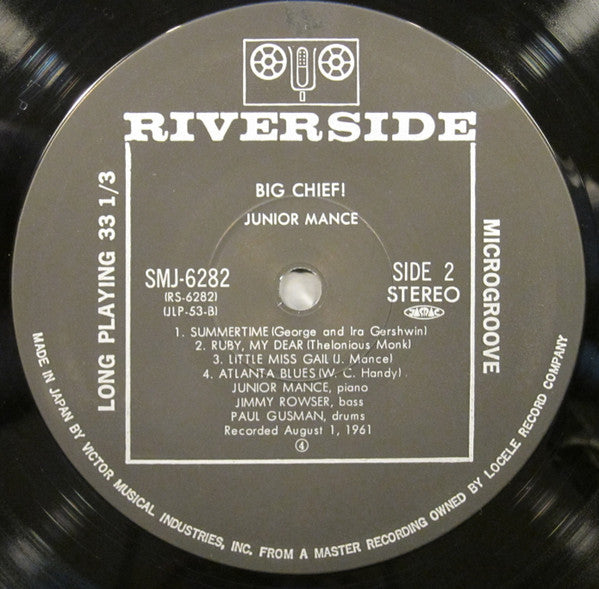 RIVERSIDE
BIG CHIEF!
JUNIOR MANCE
LONG PLAYING 33 1/3
MICROGROOVE
SMJ-6282
(RS-6282)
(JLP-53-B)
SIDE 2
STEREO
JASRAC
1. SUMMERTIME(George and Ira Gershwin)
2. RUBY, MY DEAR (Thelonious Monk)
3. LITTLE MISS GAIL (J. Mance)
4. ATLANTA BLUES (W. C. Handy)
JUNIOR MANCE, piano
JIMMY ROWSER, bass
PAUL GUSMAN, drums
Recorded August 1, 1961
④
MADE IN JAPAN BY VICTOR MUSICAL INDUSTRIES, INC. FROM A MASTER RECORDING OWNED BY LOCELE RECORD COMPANY